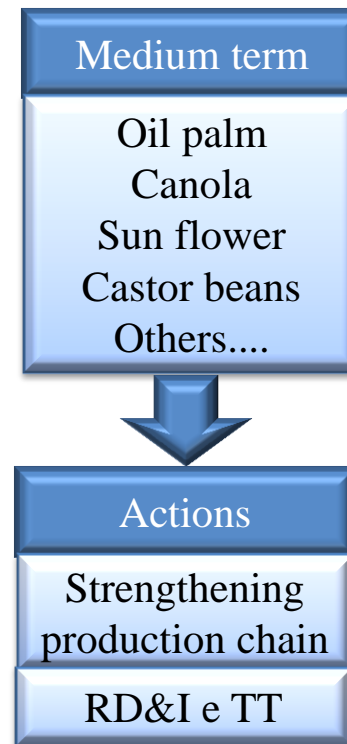 Medium term
Oil palm
Canola
Sun flower
Castor beans
Others....
Actions
Strengthening
production chain
RD&I e TT